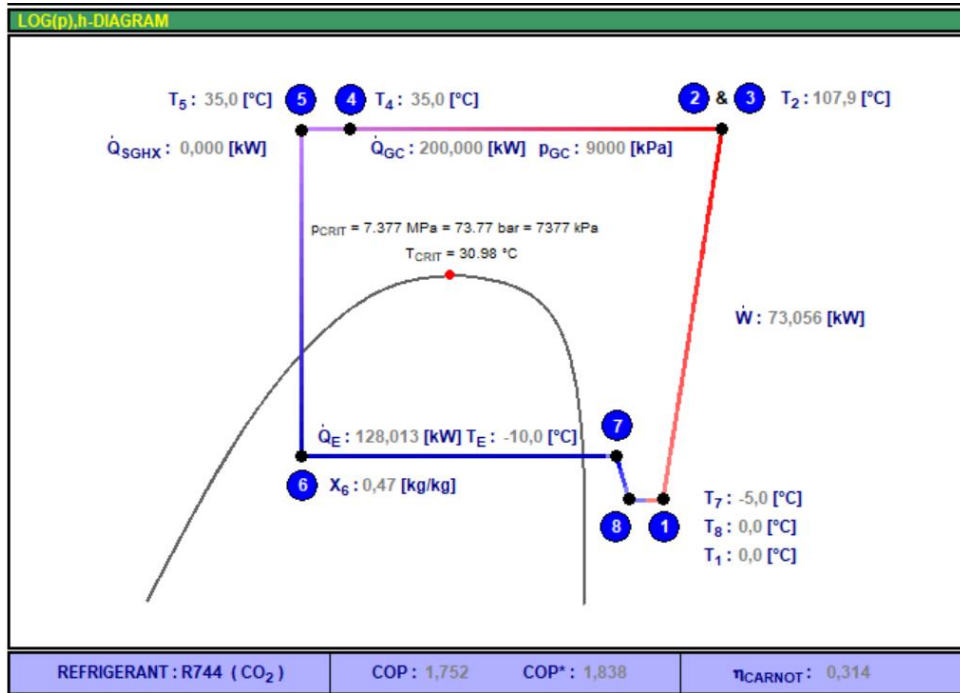 LOG(p),h-DIAGRAM
T5 : 35,0 [°C] 5 4 T4 : 35,0 [°C] 2 & 3 T2 : 107,9 [°C]
Q̇SGHX : 0,000 [kW] Q̇GC : 200,000 [kW] pGC : 9000 [kPa]
pCRIT = 7.377 MPa = 73.77 bar = 7377 kPa
TCRIT = 30.98 °C
Ẇ : 73,056 [kW]
7
Q̇E : 128,013 [kW] TE : -10,0 [°C]
6 X6 : 0,47 [kg/kg]
8 1 T7 : -5,0 [°C]
T8 : 0,0 [°C]
T1 : 0,0 [°C]
REFRIGERANT : R744 ( CO2 ) COP : 1,752 COP* : 1,838 ηCARNOT : 0,314